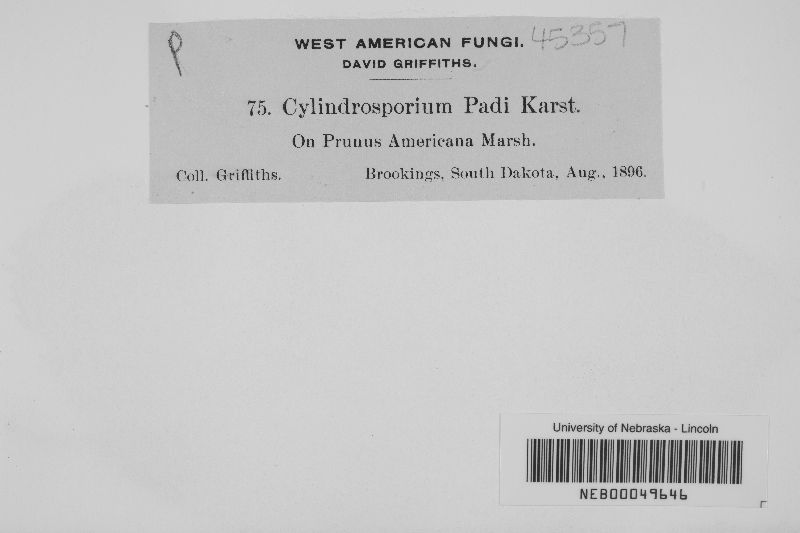 P
WEST AMERICAN FUNGI. 45357
DAVID GRIFFITHS.
75. Cylindrosporium Padi Karst.
On Prunus Americana Marsh.
Coll. Griffiths. Brookings, South Dakota, Aug., 1896.
University of Nebraska - Lincoln
NEB00049646